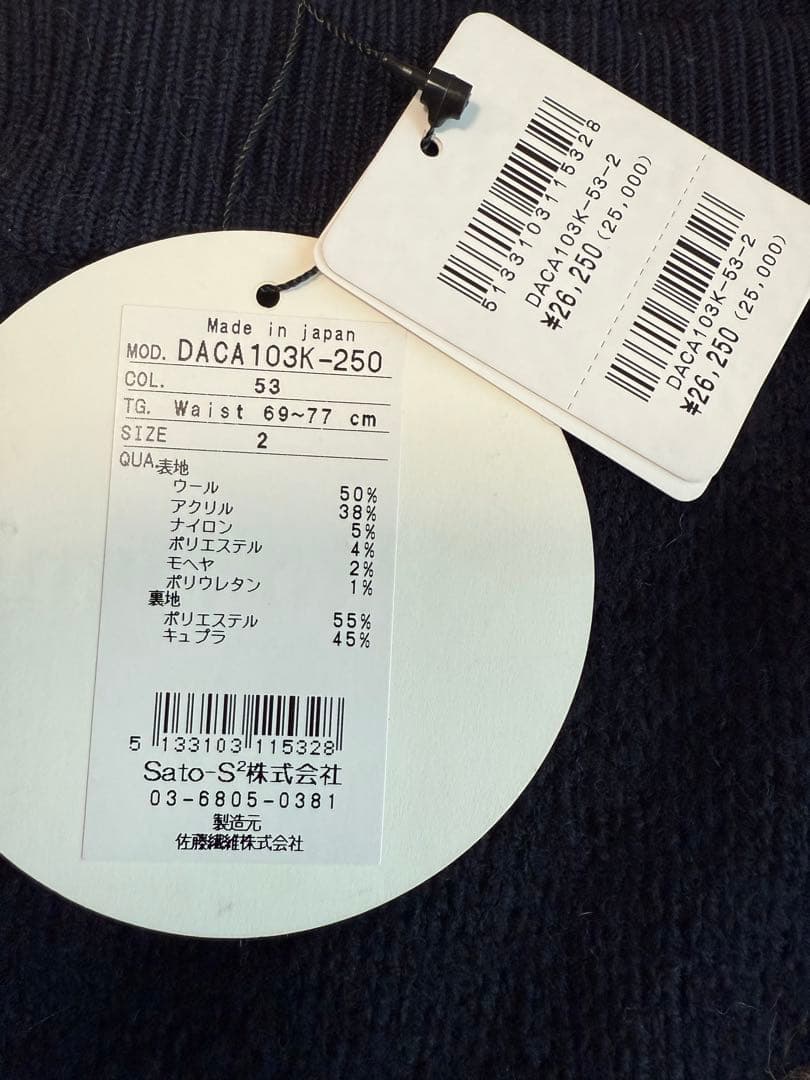 5133103115328
DACA103K-53-2
¥26,250(25,000)
DACA103K-53-2
¥26,250(25,000)
Made in japan
MOD. DACA103K-250
COL. 53
TG. Waist 69~77 cm
SIZE 2
QUA.表地
ウール 50%
アクリル 38%
ナイロン 5%
ポリエステル 4%
モヘヤ 2%
ポリウレタン 1%
裏地
ポリエステル 55%
キュプラ 45%
5 133103 115328
Sato-S²株式会社
03-6805-0381
製造元
佐藤繊維株式会社